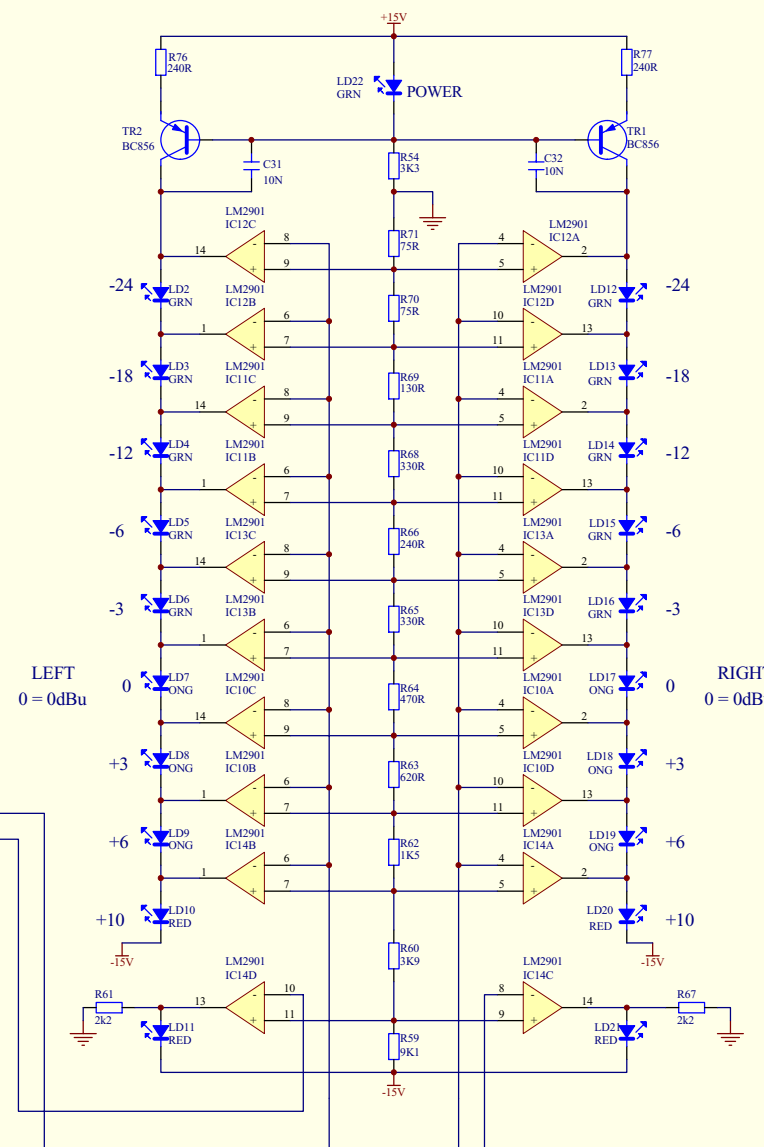 +15V
R76
240R
R77
240R
LD22
GRN
POWER
TR2
BC856
TR1
BC856
C31
10N
R54
3K3
C32
10N
LM2901
IC12C
14
8
9
R71
75R
LM2901
IC12A
4
5
2
-24
LD2
GRN
LM2901
IC12B
1
6
7
R70
75R
LM2901
IC12D
10
11
13
LD12
GRN
-24
-18
LD3
GRN
LM2901
IC11C
14
8
9
R69
130R
LM2901
IC11A
4
5
2
LD13
GRN
-18
-12
LD4
GRN
LM2901
IC11B
1
6
7
R68
330R
LM2901
IC11D
10
11
13
LD14
GRN
-12
-6
LD5
GRN
LM2901
IC13C
14
8
9
R66
240R
LM2901
IC13A
4
5
2
LD15
GRN
-6
-3
LD6
GRN
LM2901
IC13B
1
6
7
R65
330R
LM2901
IC13D
10
11
13
LD16
GRN
-3
LEFT
0 = 0dBu
0
LD7
ONG
LM2901
IC10C
14
8
9
R64
470R
LM2901
IC10A
4
5
2
LD17
ONG
0
RIGHT
0 = 0dB
+3
LD8
ONG
LM2901
IC10B
1
6
7
R63
620R
LM2901
IC10D
10
11
13
LD18
ONG
+3
+6
LD9
ONG
LM2901
IC14B
1
6
7
R62
1K5
LM2901
IC14A
4
5
2
LD19
ONG
+6
+10
LD10
RED
-15V
R60
3K9
LD20
RED
+10
-15V
R61
2k2
LM2901
IC14D
13
10
11
LD11
RED
R59
9K1
-15V
LM2901
IC14C
8
9
14
LD21
RED
R67
2k2